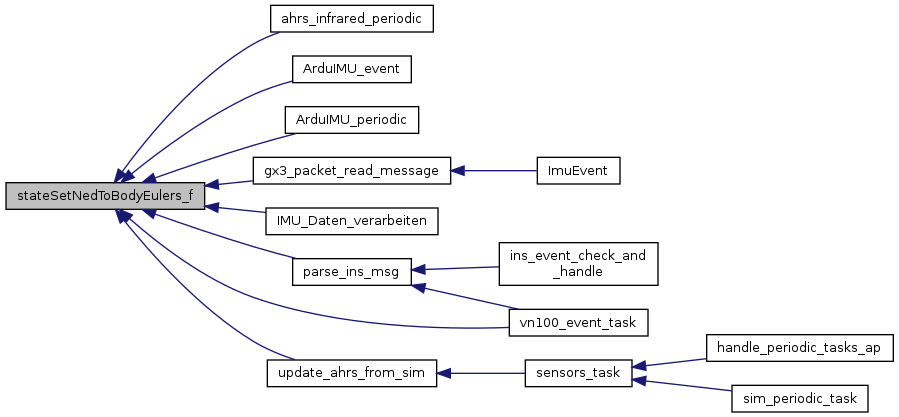 ahrs_infrared_periodic
ArduIMU_event
ArduIMU_periodic
gx3_packet_read_message
ImuEvent
stateSetNedToBodyEulers_f
IMU_Daten_verarbeiten
ins_event_check_and
_handle
parse_ins_msg
vn100_event_task
handle_periodic_tasks_ap
update_ahrs_from_sim
sensors_task
sim_periodic_task